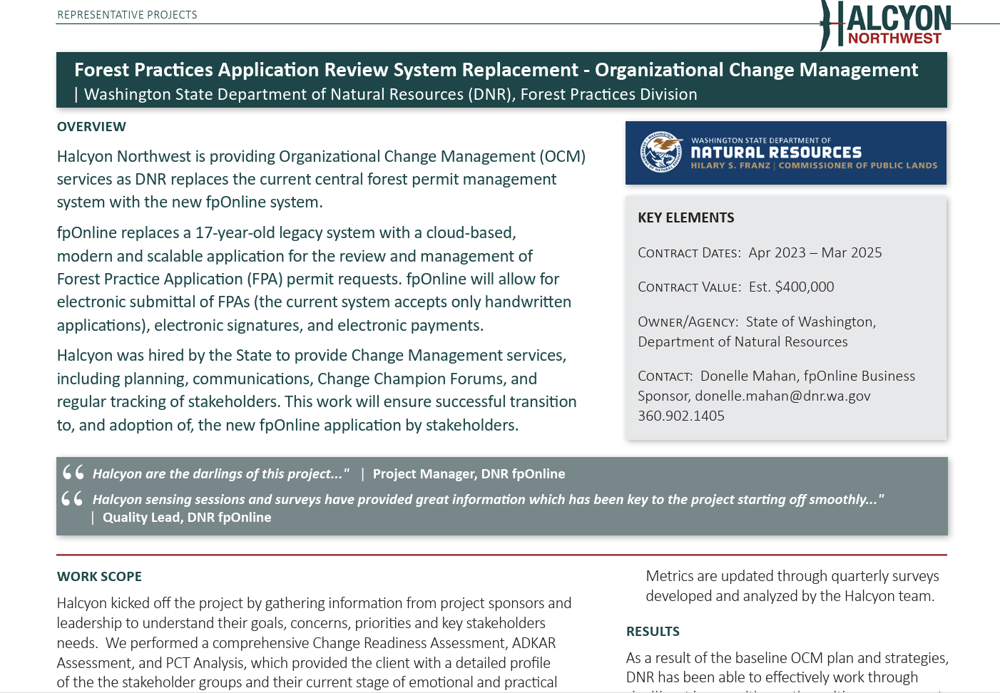 REPRESENTATIVE PROJECTS
HALCYON
NORTHWEST
Forest Practices Application Review System Replacement - Organizational Change Management
| Washington State Department of Natural Resources (DNR), Forest Practices Division
OVERVIEW
Halcyon Northwest is providing Organizational Change Management (OCM)
services as DNR replaces the current central forest permit management
system with the new fpOnline system.
fpOnline replaces a 17-year-old legacy system with a cloud-based,
modern and scalable application for the review and management of
Forest Practice Application (FPA) permit requests. fpOnline will allow for
electronic submittal of FPAs (the current system accepts only handwritten
applications), electronic signatures, and electronic payments.
Halcyon was hired by the State to provide Change Management services,
including planning, communications, Change Champion Forums, and
regular tracking of stakeholders. This work will ensure successful transition
to, and adoption of, the new fpOnline application by stakeholders.
WASHINGTON STATE DEPARTMENT OF
NATURAL RESOURCES
HILARY S. FRANZ | COMMISSIONER OF PUBLIC LANDS
KEY ELEMENTS
Contract Dates: Apr 2023 – Mar 2025
Contract Value: Est. $400,000
Owner/Agency: State of Washington,
Department of Natural Resources
Contact: Donelle Mahan, fpOnline Business
Sponsor, donelle.mahan@dnr.wa.gov
360.902.1405
“ Halcyon are the darlings of this project..." | Project Manager, DNR fpOnline
“ Halcyon sensing sessions and surveys have provided great information which has been key to the project starting off smoothly..."
| Quality Lead, DNR fpOnline
WORK SCOPE
Halcyon kicked off the project by gathering information from project sponsors and
leadership to understand their goals, concerns, priorities and key stakeholders
needs. We performed a comprehensive Change Readiness Assessment, ADKAR
Assessment, and PCT Analysis, which provided the client with a detailed profile
of the the stakeholder groups and their current stage of emotional and practical
Metrics are updated through quarterly surveys
developed and analyzed by the Halcyon team.
RESULTS
As a result of the baseline OCM plan and strategies,
DNR has been able to effectively work through